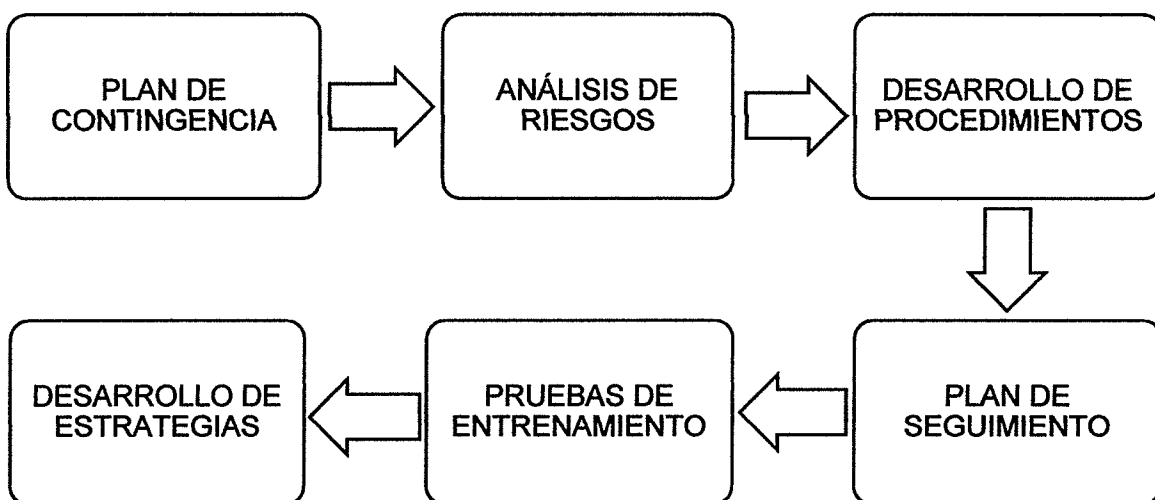 PLAN DE
CONTINGENCIA
ANÁLISIS DE
RIESGOS
DESARROLLO DE
PROCEDIMIENTOS
PLAN DE
SEGUIMIENTO
PRUEBAS DE
ENTRENAMIENTO
DESARROLLO DE
ESTRATEGIAS